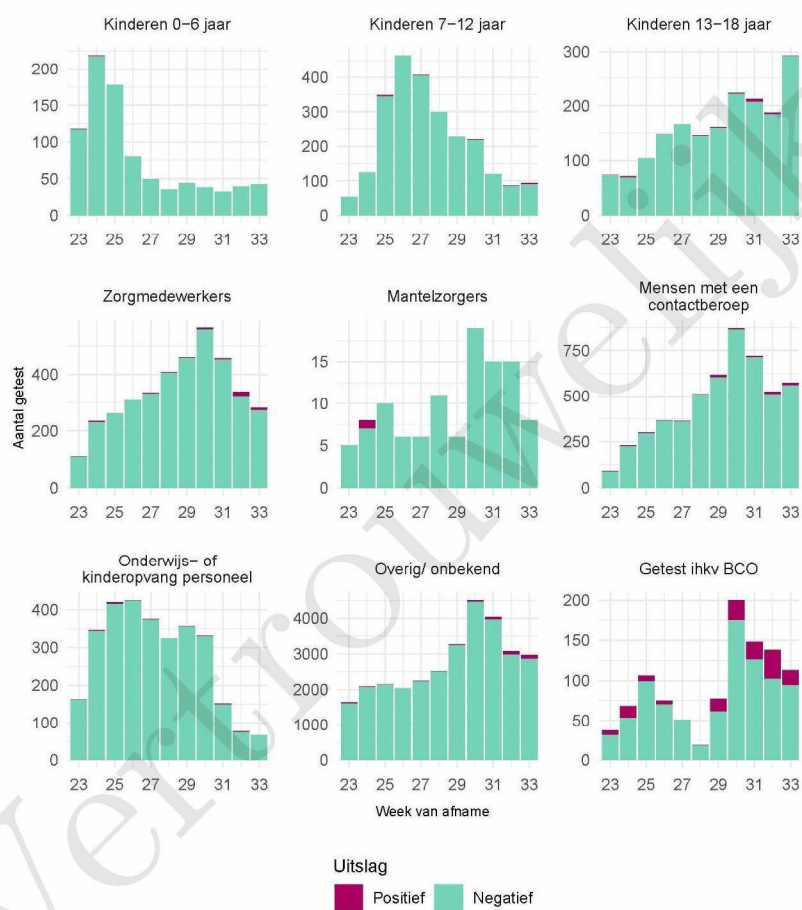 Kinderen 0–6 jaar
Kinderen 7–12 jaar
Kinderen 13–18 jaar
200
150
100
50
0
23 25 27 29 31 33
400
300
200
100
0
23 25 27 29 31 33
300
200
100
0
23 25 27 29 31 33
Zorgmedewerkers
Mantelzorgers
Mensen met een
contactberoep
Aantal getest
400
200
0
23 25 27 29 31 33
15
10
5
0
23 25 27 29 31 33
750
500
250
0
23 25 27 29 31 33
Onderwijs– of
kinderopvang personeel
Overig/ onbekend
Getest ihkv BCO
400
300
200
100
0
23 25 27 29 31 33
4000
3000
2000
1000
0
23 25 27 29 31 33
200
150
100
50
0
23 25 27 29 31 33
Week van afname
Uitslag
Positief Negatief
Vertrouwelijk